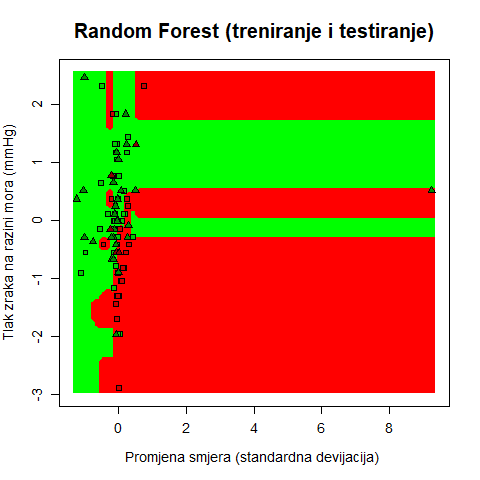 Random Forest (treniranje i testiranje)
Tlak zraka na razini mora (mmHg)
2
1
0
-1
-2
-3
0 2 4 6 8
Promjena smjera (standardna devijacija)